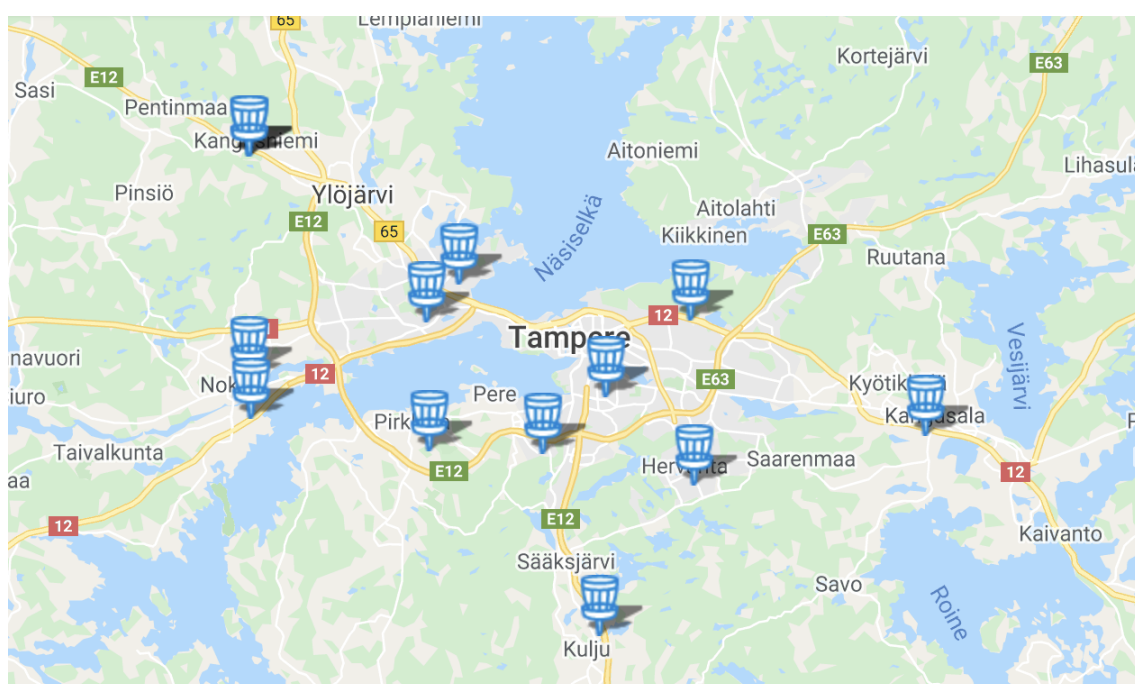 65
Lempiäniemi
Kortejärvi
E63
E12
Sasi
Pentinmaa
Aitoniemi
Lihasula
Pinsiö
Ylöjärvi
Aitolahti
E12
65
Näsiselkä
Kiikkinen
E63
Ruutana
12
Tampere
Vesijärvi
12
E63
Pere
Taivalkunta
E12
Saarenmaa
12
12
E12
Kaivanto
Sääksjärvi
Savo
Roine
Kulju